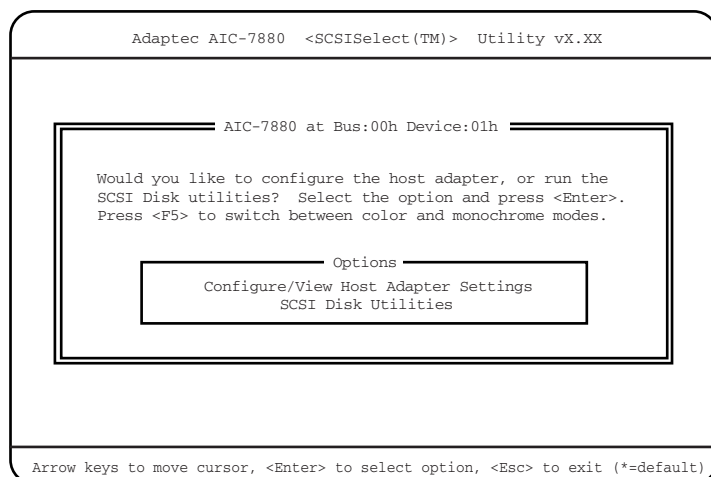 Adaptec AIC-7880 <SCSISelect(TM)> Utility vX.XX
AIC-7880 at Bus:00h Device:01h
Would you like to configure the host adapter, or run the
SCSI Disk utilities? Select the option and press <Enter>.
Press <F5> to switch between color and monochrome modes.
Options
Configure/View Host Adapter Settings
SCSI Disk Utilities
Arrow keys to move cursor, <Enter> to select option, <Esc> to exit (*=default)